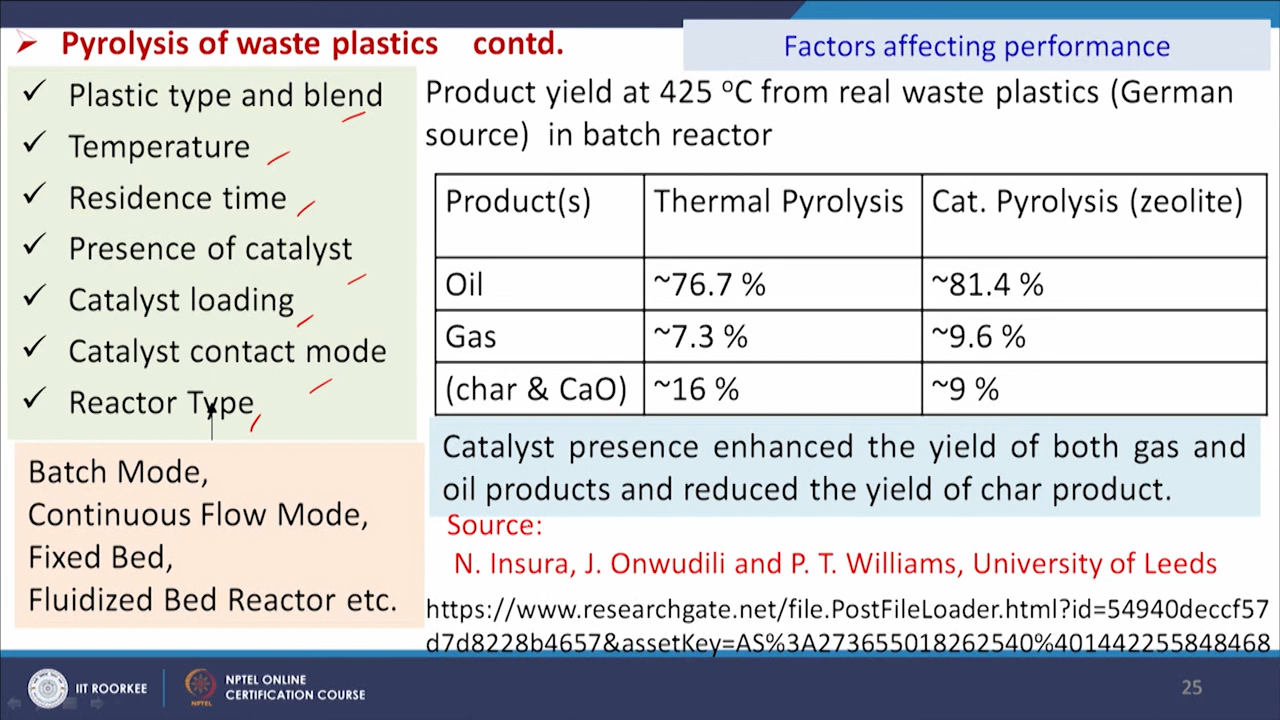 Pyrolysis of waste plastics contd.
Factors affecting performance
✓ Plastic type and blend
✓ Temperature
✓ Residence time
✓ Presence of catalyst
✓ Catalyst loading
✓ Catalyst contact mode
✓ Reactor Type
Batch Mode,
Continuous Flow Mode,
Fixed Bed,
Fluidized Bed Reactor etc.
Product yield at 425 ºC from real waste plastics (German
source) in batch reactor
Product(s) Thermal Pyrolysis Cat. Pyrolysis (zeolite)
Oil ~76.7 % ~81.4 %
Gas ~7.3 % ~9.6 %
(char & CaO) ~16 % ~9 %
Catalyst presence enhanced the yield of both gas and
oil products and reduced the yield of char product.
Source:
N. Insura, J. Onwudili and P. T. Williams, University of Leeds
https://www.researchgate.net/file.PostFileLoader.html?id=54940deccf57
d7d8228b4657&assetKey=AS%3A273655018262540%401442255848468
IIT ROORKEE
NPTEL
NPTEL ONLINE
CERTIFICATION COURSE
25